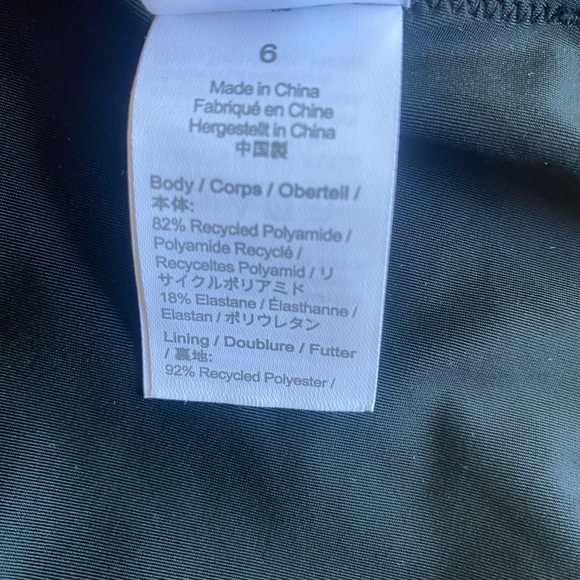 6
Made in China
Fabriqué en Chine
Hergestellt in China
中国製
Body / Corps / Oberteil /
本体:
82% Recycled Polyamide /
Polyamide Recyclé /
Recyceltes Polyamid / リ
サイクルポリアミド
18% Elastane / Élasthanne /
Elastan / ポリウレタン
Lining / Doublure / Futter
/ 裏地:
92% Recycled Polyester /